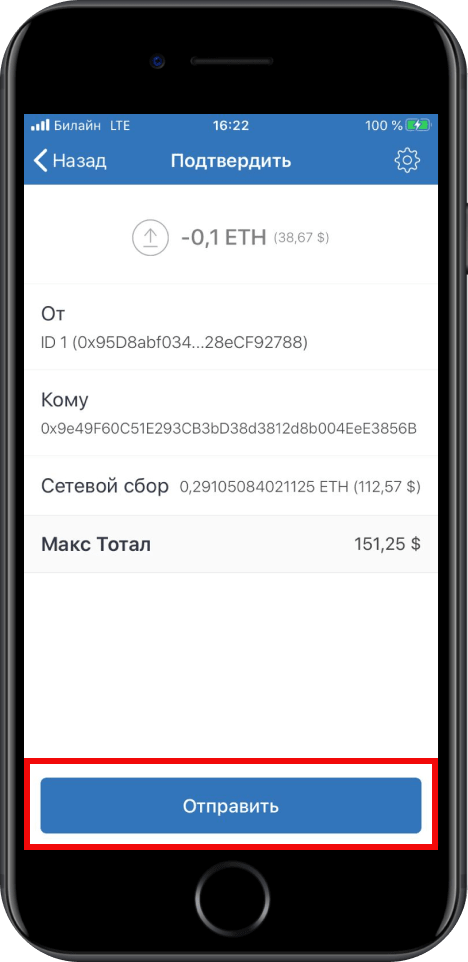 Билайн LTE 16:22 100 %
Назад Подтвердить
-0,1 ETH (38,67 $)
От
ID 1 (0x95D8abf034...28eCF92788)
Кому
0x9e49F60C51E293CB3bD38d3812d8b004EeE3856B
Сетевой сбор 0,29105084021125 ETH (112,57 $)
Макс Тотал 151,25 $
Отправить